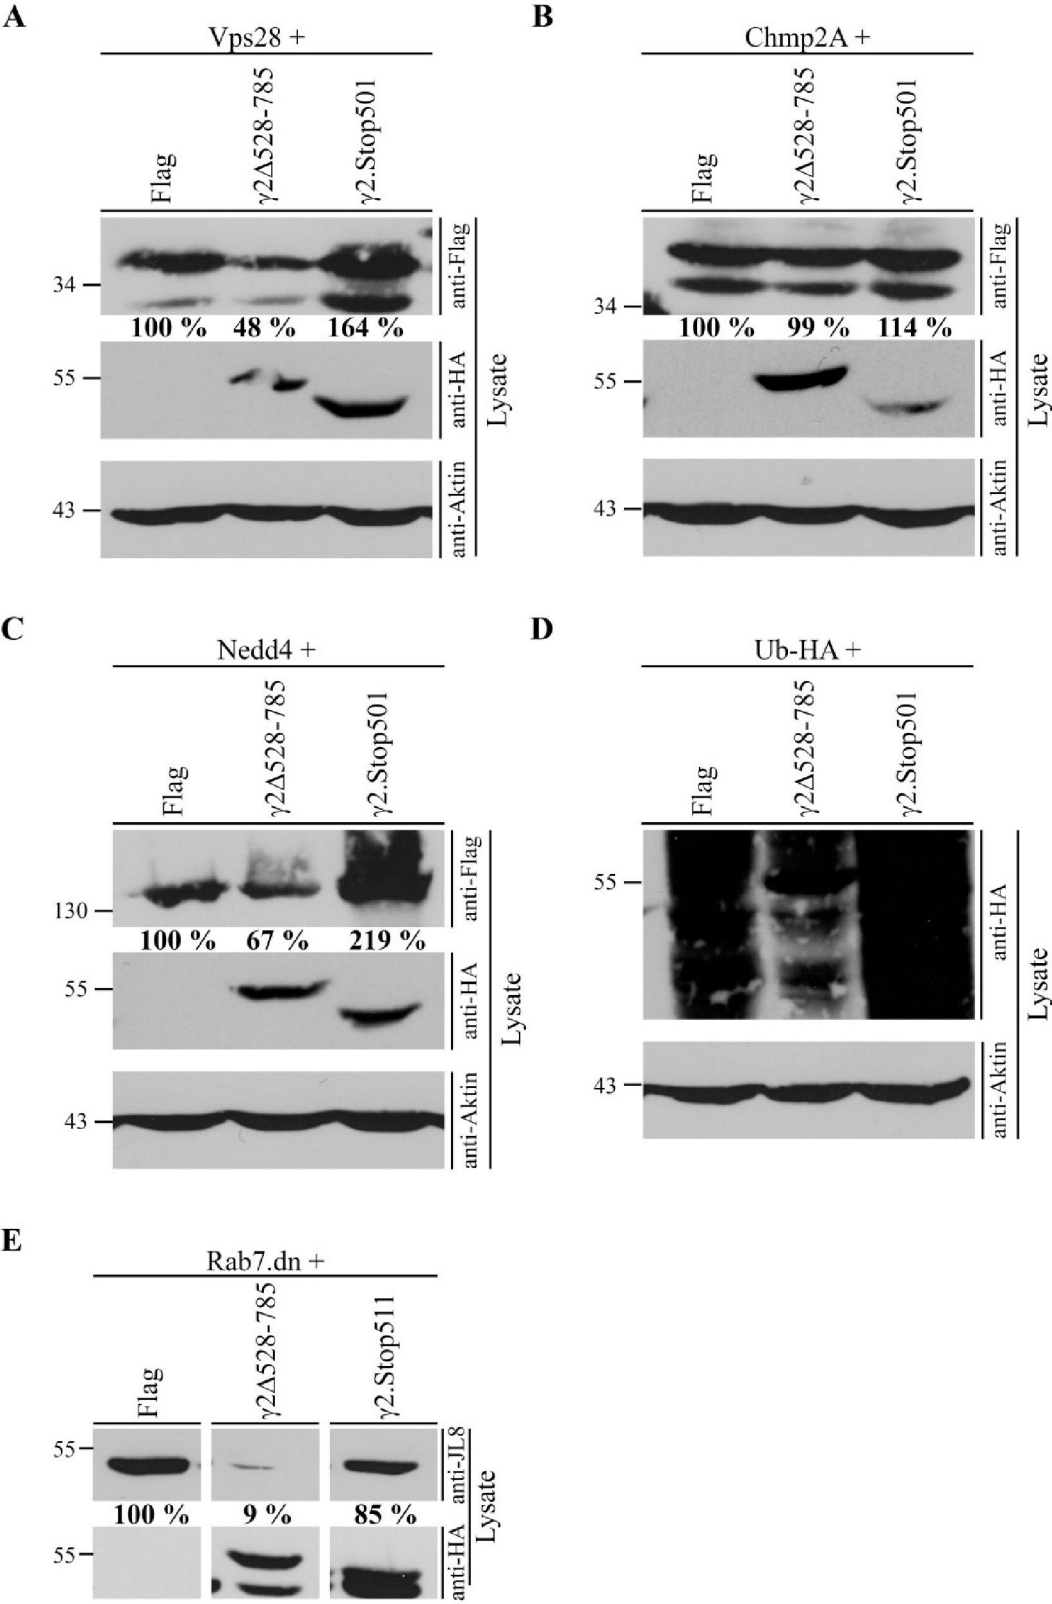 A
Vps28 +
Flag
γ2Δ528-785
γ2.Stop501
34
anti-Flag
100 % 48 % 164 %
55
anti-HA
Lysate
43
anti-Aktin
B
Chmp2A +
Flag
γ2Δ528-785
γ2.Stop501
34
anti-Flag
100 % 99 % 114 %
55
anti-HA
Lysate
43
anti-Aktin
C
Nedd4 +
Flag
γ2Δ528-785
γ2.Stop501
130
anti-Flag
100 % 67 % 219 %
55
anti-HA
Lysate
43
anti-Aktin
D
Ub-HA +
Flag
γ2Δ528-785
γ2.Stop501
55
anti-HA
Lysate
43
anti-Aktin
E
Rab7.dn +
Flag
γ2Δ528-785
γ2.Stop511
55
anti-JL8
100 % 9 % 85 %
Lysate
55
anti-HA